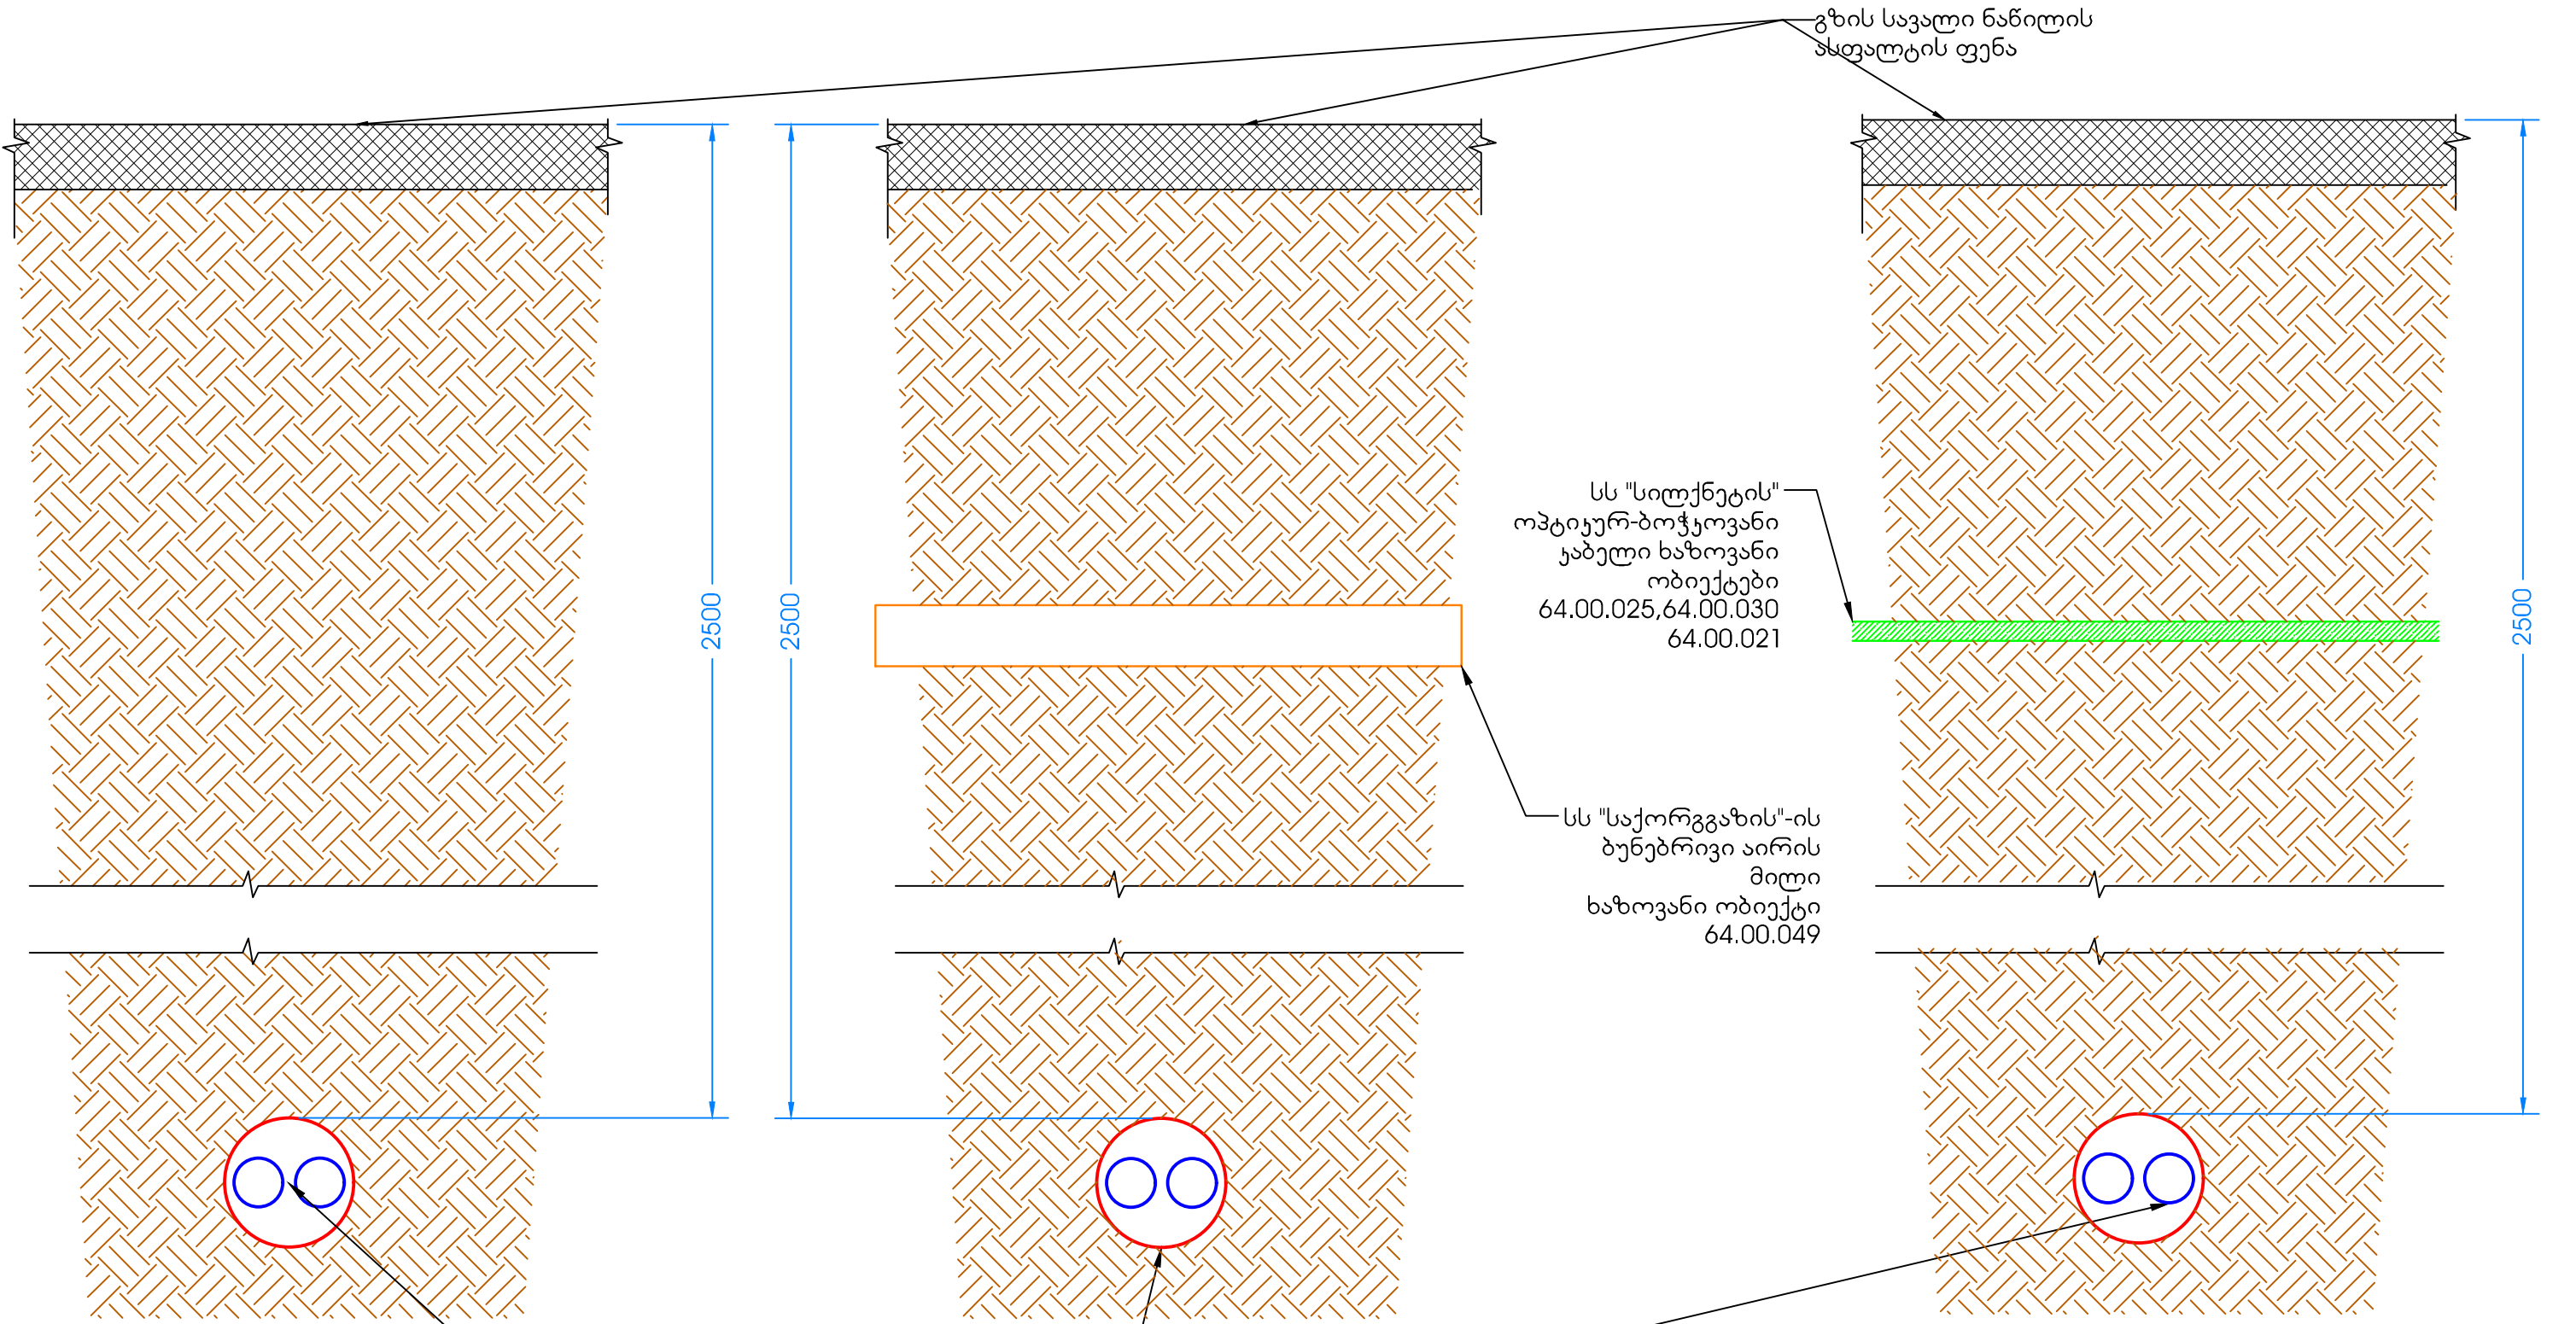 გზის სავალი ნაწილის
ასფალტის ფენა
2500
2500
სს "სილქნეტის"
ოპტიკურ-ბოჭკოვანი
კაბელი ხაზოვანი
ობიექტები
64.00.025,64.00.030
64.00.021
2500
სს "საქორგგაზის"-ის
ბუნებრივი აირის
მილი
ხაზოვანი ობიექტი
64.00.049